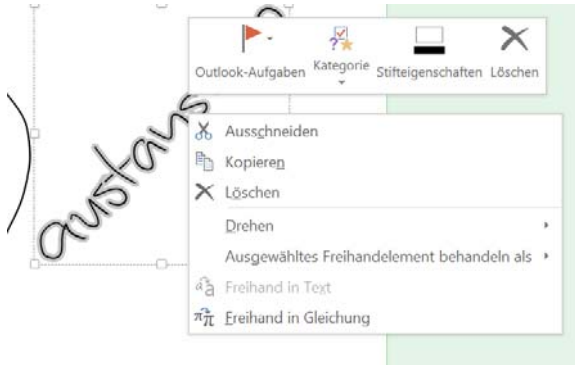 Outlook-Aufgaben Kategorie Stifteigenschaften Löschen
Ausschneiden
Kopieren
Löschen
Drehen
Ausgewähltes Freihandelement behandeln als
Freihand in Text
Freihand in Gleichung